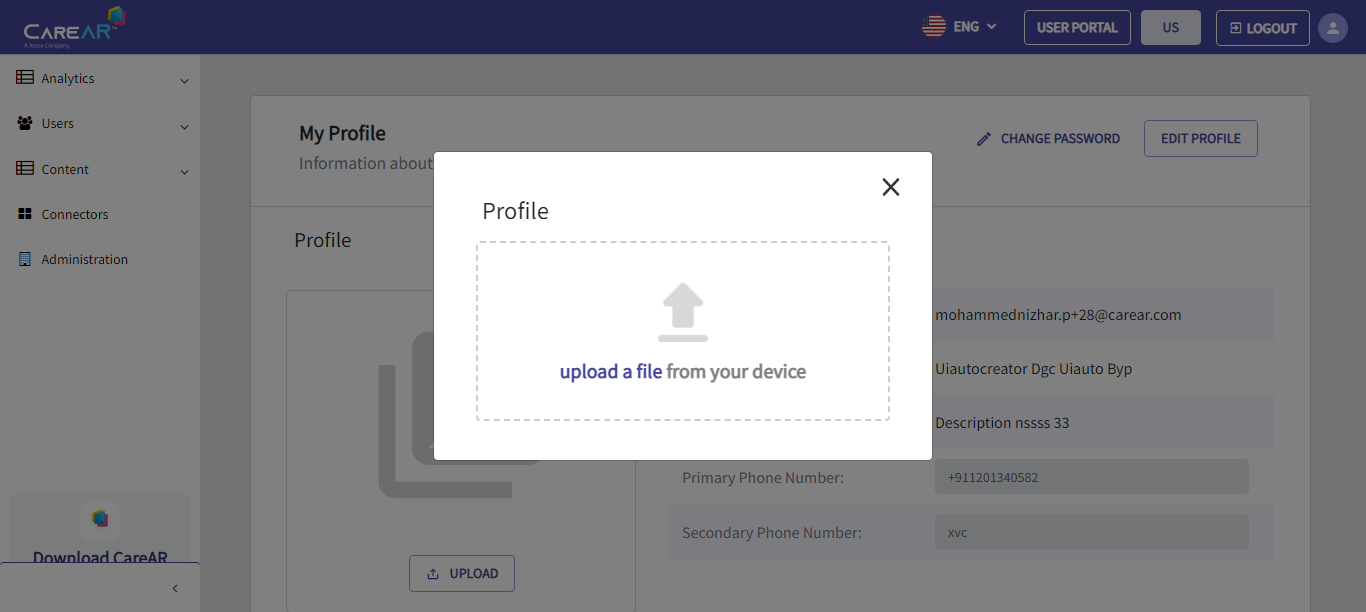 CAREAR™
A Xerox Company
ENG
USER PORTAL
US
LOGOUT
Analytics
Users
Content
Connectors
Administration
Download CareAR
My Profile
Information about
CHANGE PASSWORD
EDIT PROFILE
Profile
UPLOAD
Profile
upload a file from your device
mohammednizhar.p+28@carear.com
Uiautocreator Dgc Uiauto Byp
Description nssss 33
Primary Phone Number:
+911201340582
Secondary Phone Number:
xvc